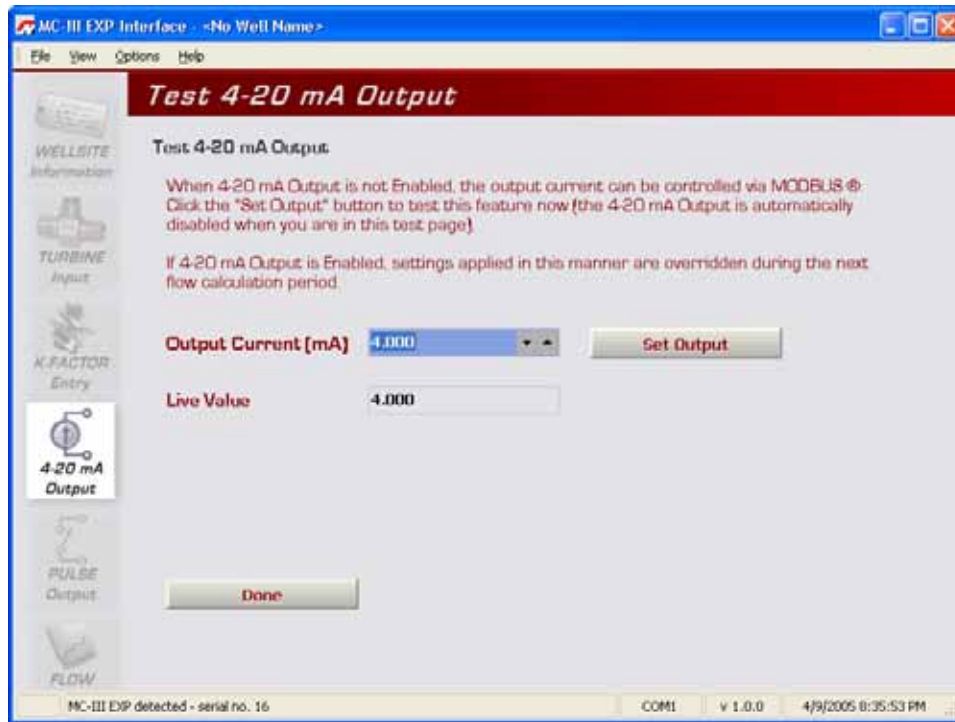 MC-III EXP Interface - <No Well Name>
File View Options Help
Test 4-20 mA Output
WELLSITE
Information
TURBINE
Input
K-FACTOR
Entry
4-20 mA
Output
PULSE
Output
FLOW
Test 4-20 mA Output
When 4-20 mA Output is not Enabled, the output current can be controlled via MODBUS ®.
Click the "Set Output" button to test this feature now (the 4-20 mA Output is automatically
disabled when you are in this test page).
If 4-20 mA Output is Enabled, settings applied in this manner are overridden during the next
flow calculation period.
Output Current (mA) 4.000 Set Output
Live Value 4.000
Done
MC-III EXP detected - serial no. 16 COM1 v 1.0.0 4/9/2005 8:35:53 PM